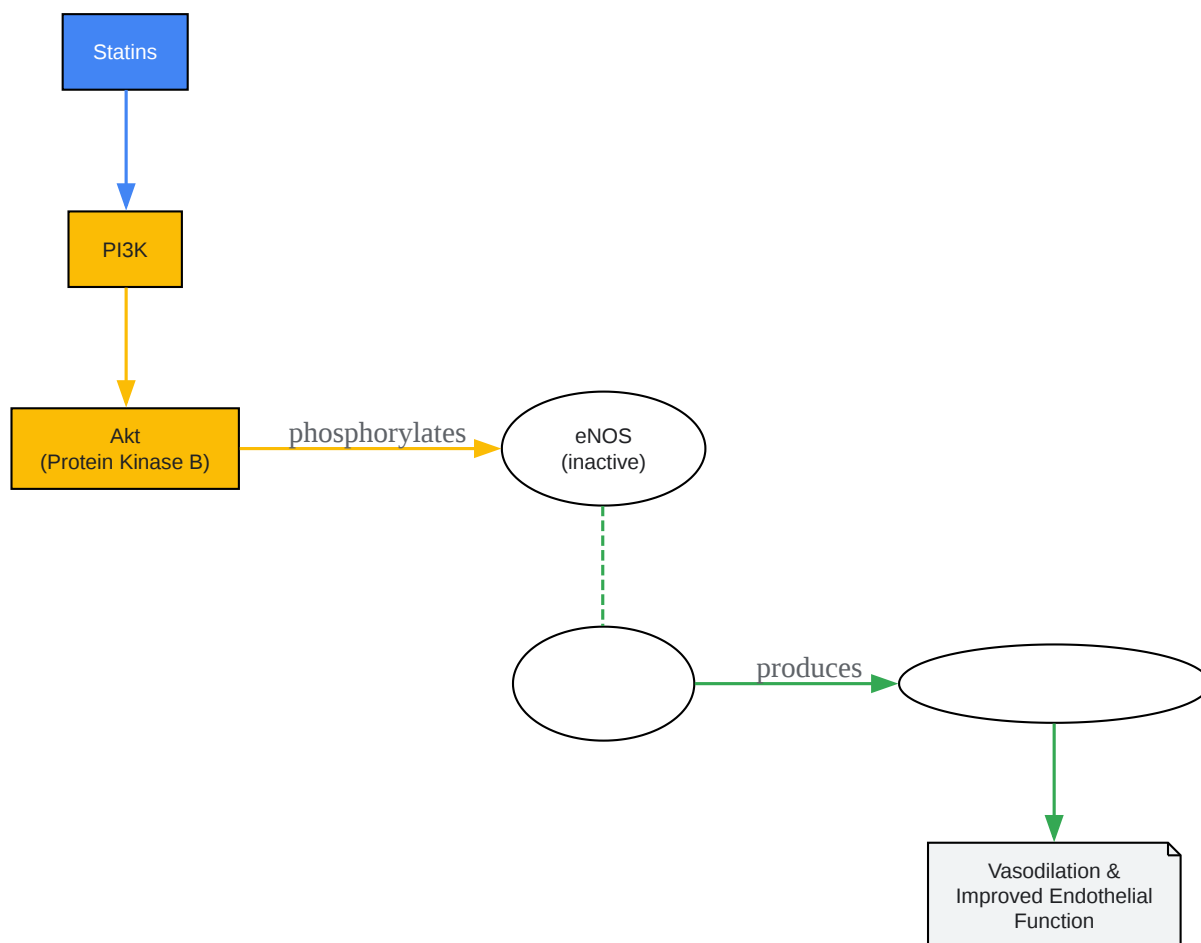 Statins
PI3K
Akt
(Protein Kinase B)
phosphorylates
eNOS
(inactive)
produces
Vasodilation &
Improved Endothelial
Function